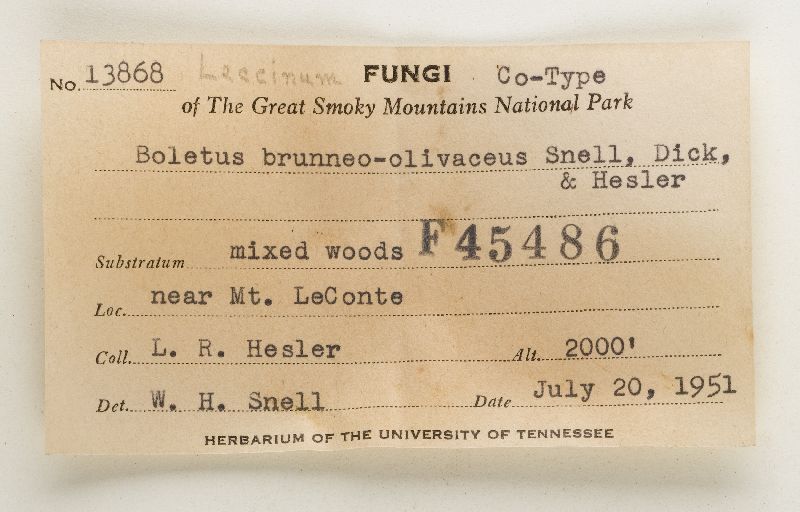 No. 13868 Leccinum FUNGI Co-Type
of The Great Smoky Mountains National Park
Boletus brunneo-olivaceus Snell, Dick,
& Hesler
Substratum mixed woods F45486
Loc. near Mt. LeConte
Coll. L. R. Hesler Alt. 2000'
Det. W. H. Snell Date July 20, 1951
HERBARIUM OF THE UNIVERSITY OF TENNESSEE